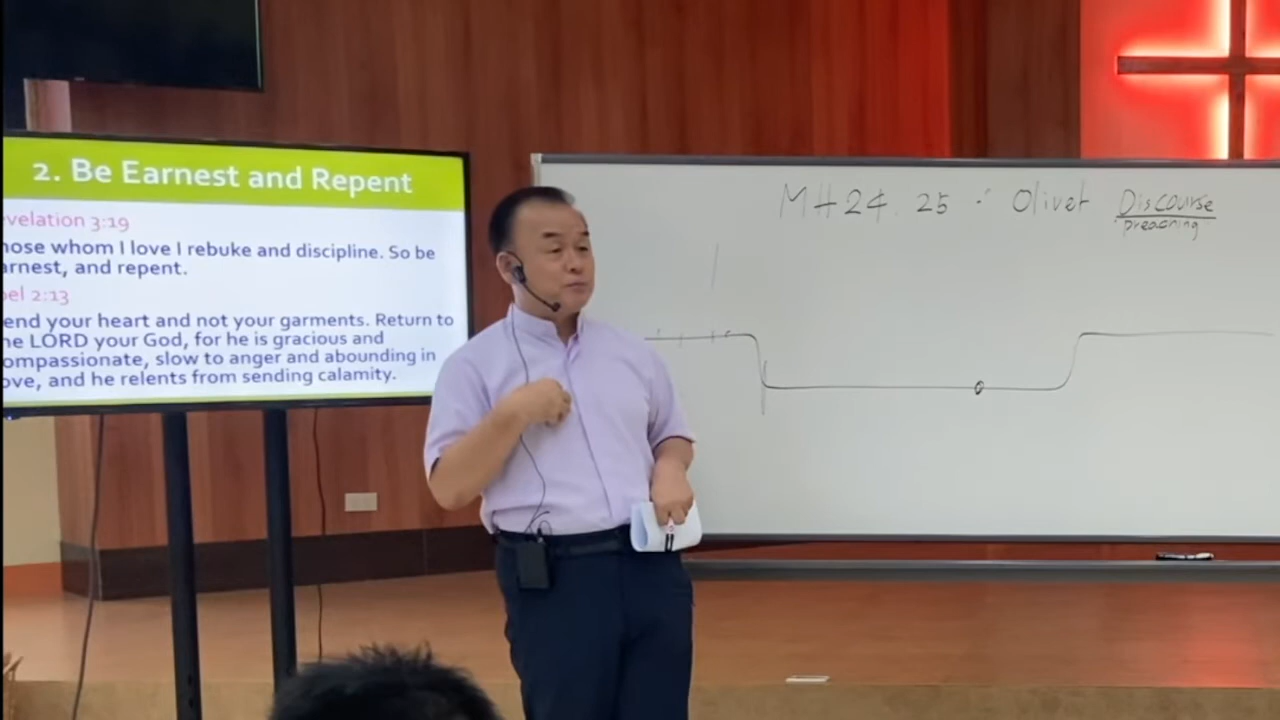 2. Be Earnest and Repent
velation 3:19
hose whom I love I rebuke and discipline. So be
arnest, and repent.
el 2:13
end your heart and not your garments. Return to
he LORD your God, for he is gracious and
ompassionate, slow to anger and abounding in
ove, and he relents from sending calamity.
MH24. 25 : Olivet Discourse
preaching